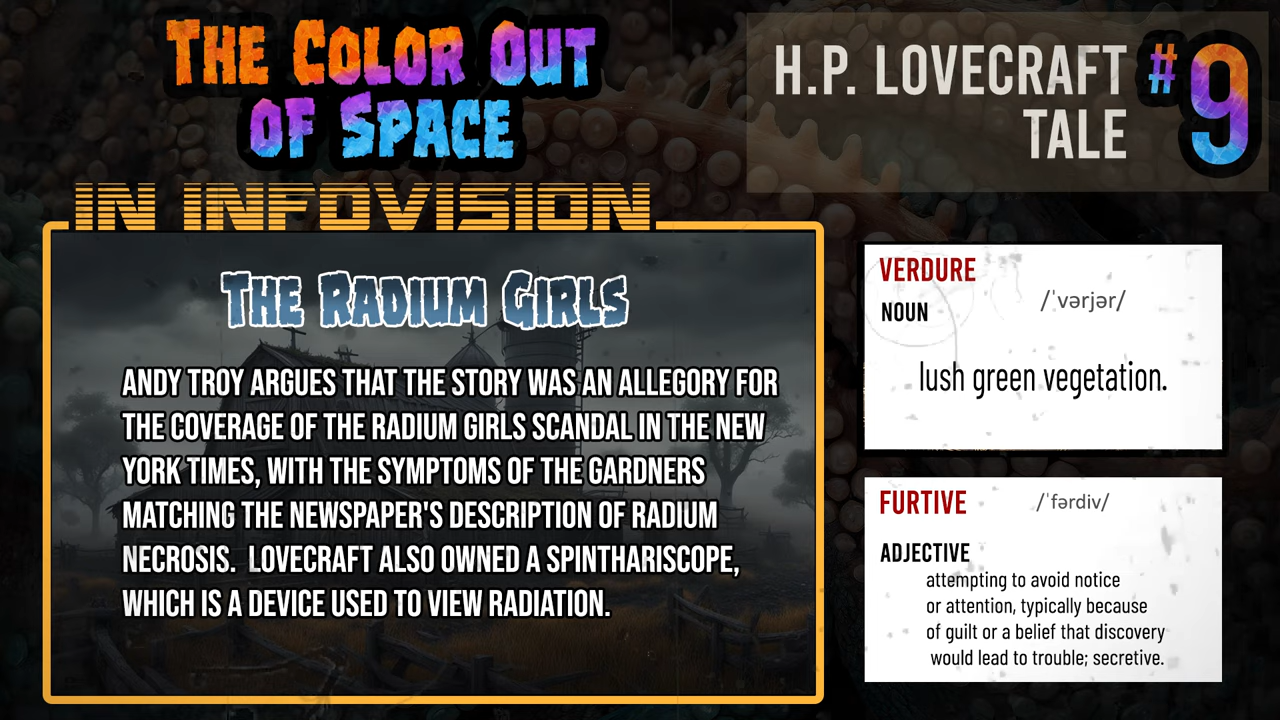 The Color Out
of Space
H.P. LOVECRAFT #9
TALE
IN INFOVISION
The Radium Girls
ANDY TROY ARGUES THAT THE STORY WAS AN ALLEGORY FOR
THE COVERAGE OF THE RADIUM GIRLS SCANDAL IN THE NEW
YORK TIMES, WITH THE SYMPTOMS OF THE GARDNERS
MATCHING THE NEWSPAPER'S DESCRIPTION OF RADIUM
NECROSIS.  LOVECRAFT ALSO OWNED A SPINTHARISCOPE,
WHICH IS A DEVICE USED TO VIEW RADIATION.
VERDURE
NOUN /ˈvərjər/
lush green vegetation.
FURTIVE /ˈfərdiv/
ADJECTIVE
attempting to avoid notice
or attention, typically because
of guilt or a belief that discovery
would lead to trouble; secretive.